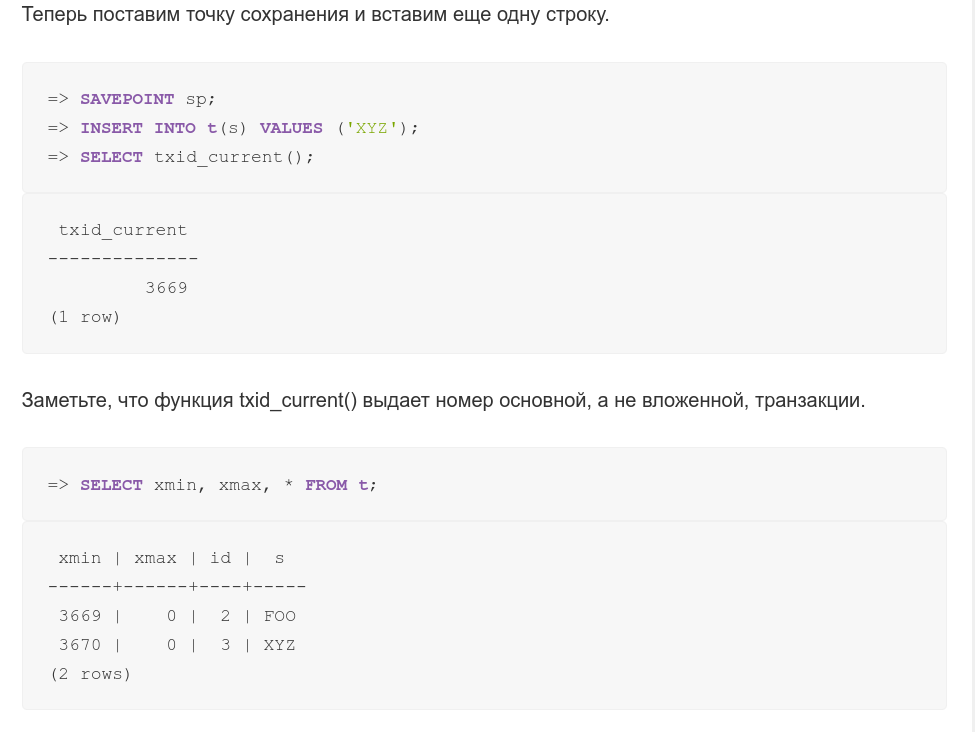 Теперь поставим точку сохранения и вставим еще одну строку.
=> SAVEPOINT sp;
=> INSERT INTO t(s) VALUES ('XYZ');
=> SELECT txid_current();
 txid_current
--------------
         3669
(1 row)
Заметьте, что функция txid_current() выдает номер основной, а не вложенной, транзакции.
=> SELECT xmin, xmax, * FROM t;
 xmin | xmax | id |  s
------+------+----+-----
 3669 |    0 |  2 | FOO
 3670 |    0 |  3 | XYZ
(2 rows)